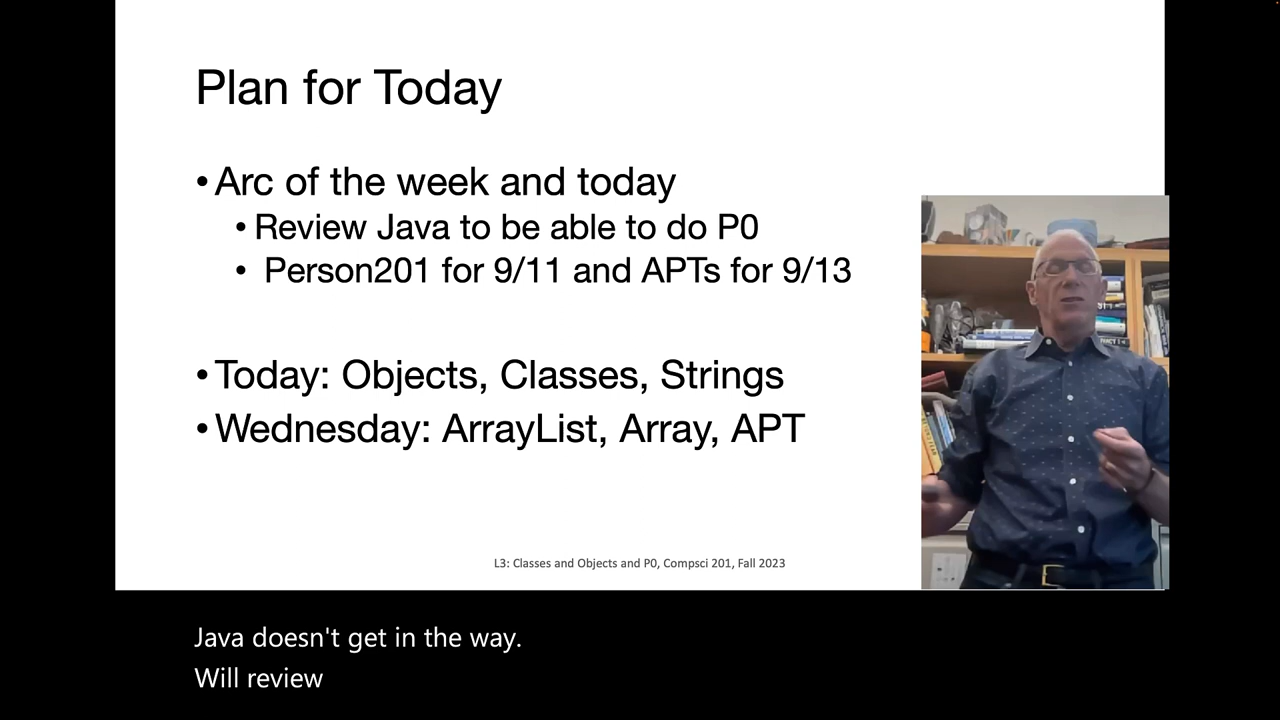 Plan for Today
•Arc of the week and today
•Review Java to be able to do P0
• Person201 for 9/11 and APTs for 9/13
•Today: Objects, Classes, Strings
•Wednesday: ArrayList, Array, APT
L3: Classes and Objects and P0, Compsci 201, Fall 2023
Java doesn't get in the way.
Will review